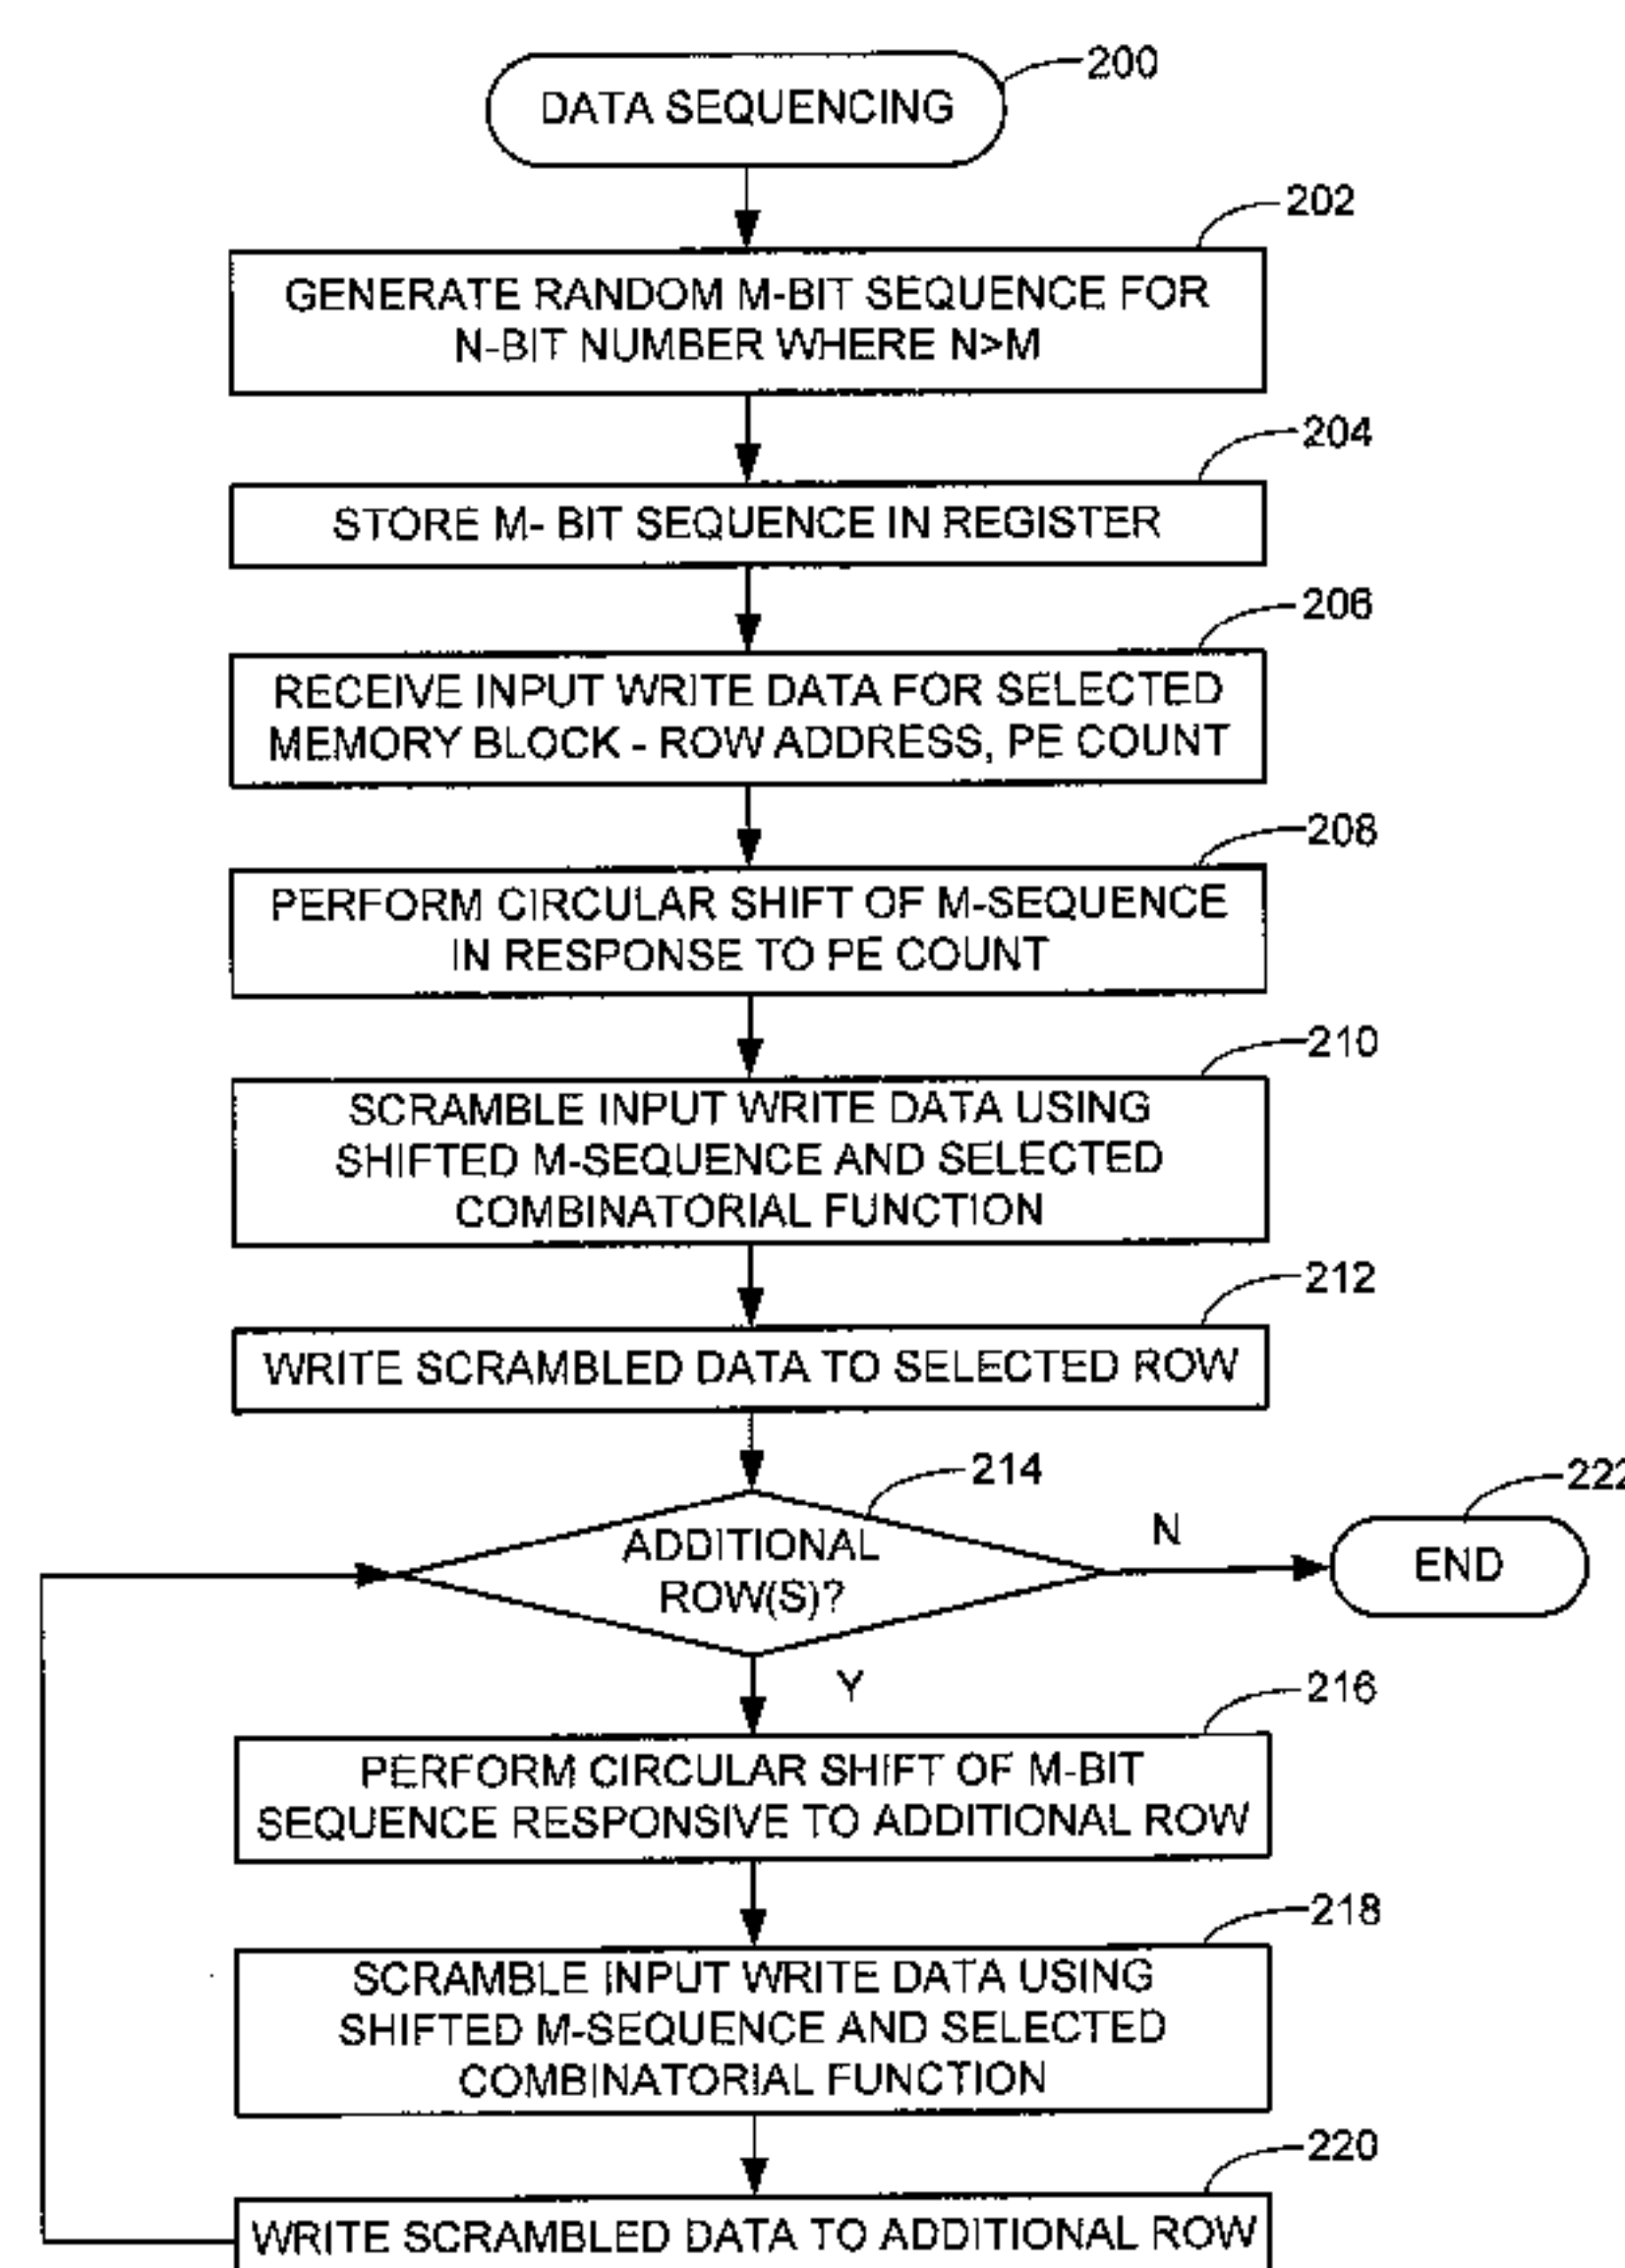 200
DATA SEQUENCING
202
GENERATE RANDOM M-BIT SEQUENCE FOR
N-BIT NUMBER WHERE N>M
204
STORE M- BIT SEQUENCE IN REGISTER
206
RECEIVE INPUT WRITE DATA FOR SELECTED
MEMORY BLOCK - ROW ADDRESS, PE COUNT
208
PERFORM CIRCULAR SHIFT OF M-SEQUENCE
IN RESPONSE TO PE COUNT
210
SCRAMBLE INPUT WRITE DATA USING
SHIFTED M-SEQUENCE AND SELECTED
COMBINATORIAL FUNCTION
212
WRITE SCRAMBLED DATA TO SELECTED ROW
214
ADDITIONAL
ROW(S)?
N
222
END
Y
216
PERFORM CIRCULAR SHIFT OF M-BIT
SEQUENCE RESPONSIVE TO ADDITIONAL ROW
218
SCRAMBLE INPUT WRITE DATA USING
SHIFTED M-SEQUENCE AND SELECTED
COMBINATORIAL FUNCTION
220
WRITE SCRAMBLED DATA TO ADDITIONAL ROW